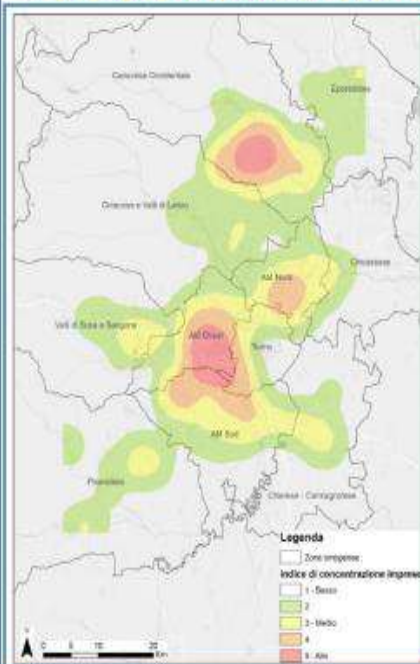 Canavese Occidentale
Eporediese
Ciriacese e Valli di Lanzo
Chivassese
AM Nord
Valli di Susa e Sangone
AM Ovest
Torino
AM Sud
Pinerolese
Chierese - Carmagnolese
Legenda
Zone omogenee
Indice di concentrazione imprese
1 - Basso
2
3 - Medio
4
5 - Alto
0 5 10 20
Km